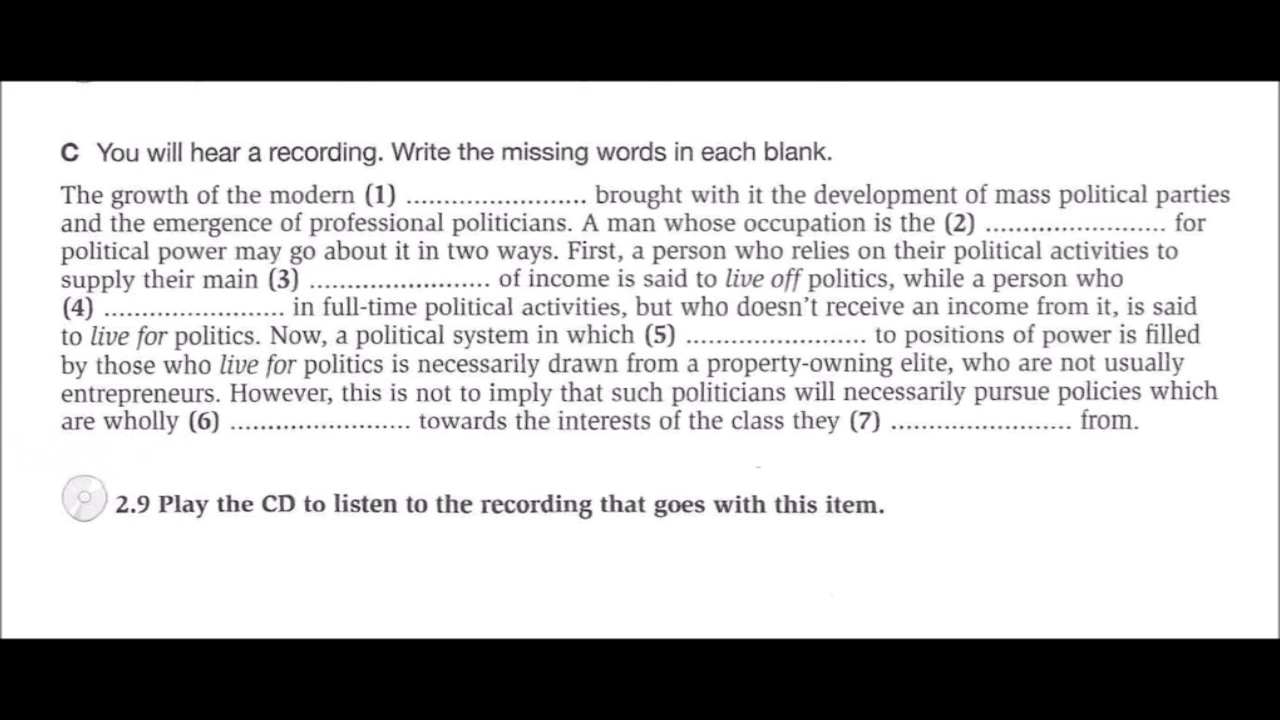 C You will hear a recording. Write the missing words in each blank.
The growth of the modern (1) ........................ brought with it the development of mass political parties
and the emergence of professional politicians. A man whose occupation is the (2) ........................ for
political power may go about it in two ways. First, a person who relies on their political activities to
supply their main (3) ........................ of income is said to live off politics, while a person who
(4) ........................ in full-time political activities, but who doesn't receive an income from it, is said
to live for politics. Now, a political system in which (5) ........................ to positions of power is filled
by those who live for politics is necessarily drawn from a property-owning elite, who are not usually
entrepreneurs. However, this is not to imply that such politicians will necessarily pursue policies which
are wholly (6) ........................ towards the interests of the class they (7) ........................ from.
2.9 Play the CD to listen to the recording that goes with this item.